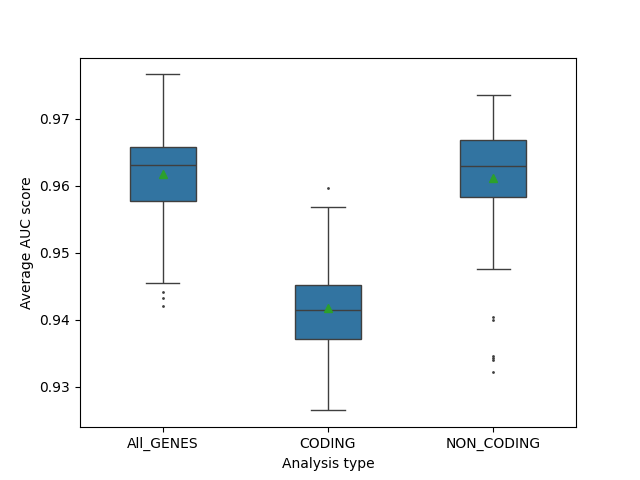 0.97
0.96
0.95
0.94
0.93
Average AUC score
All_GENES CODING NON_CODING
Analysis type